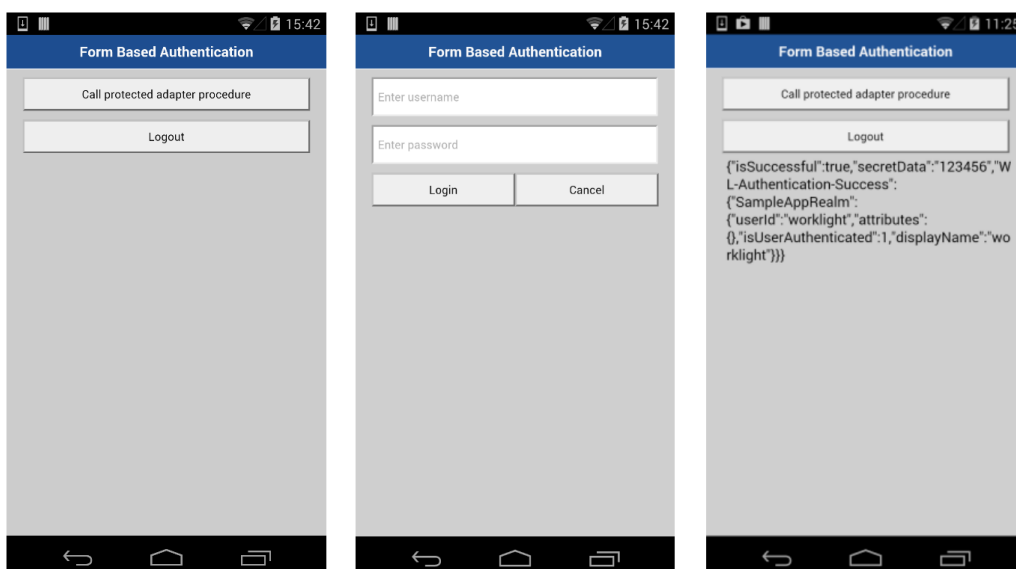 15:42
Form Based Authentication
Call protected adapter procedure
Logout
15:42
Form Based Authentication
Enter username
Enter password
Login Cancel
11:25
Form Based Authentication
Call protected adapter procedure
Logout
{"isSuccessful":true,"secretData":"123456","W
L-Authentication-Success":
{"SampleAppRealm":
{"userId":"worklight","attributes":
{},"isUserAuthenticated":1,"displayName":"wo
rklight"}}}